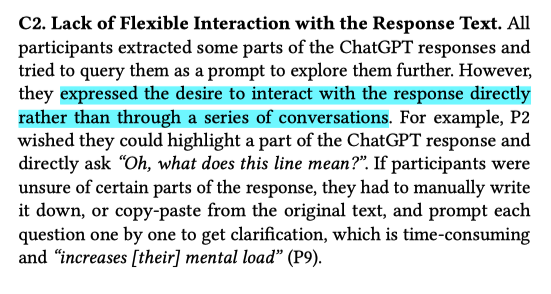 C2. Lack of Flexible Interaction with the Response Text. All
participants extracted some parts of the ChatGPT responses and
tried to query them as a prompt to explore them further. However,
they expressed the desire to interact with the response directly
rather than through a series of conversations. For example, P2
wished they could highlight a part of the ChatGPT response and
directly ask “Oh, what does this line mean?”. If participants were
unsure of certain parts of the response, they had to manually write
it down, or copy-paste from the original text, and prompt each
question one by one to get clarification, which is time-consuming
and “increases [their] mental load” (P9).